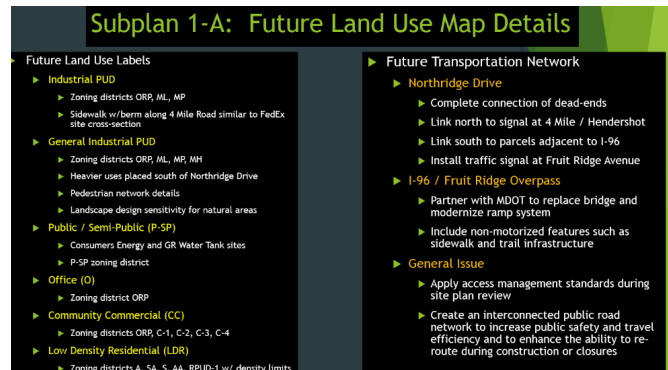 Subplan 1-A: Future Land Use Map Details
Future Land Use Labels
Industrial PUD
Zoning districts ORP, ML, MP
Sidewalk w/berm along 4 Mile Road similar to FedEx
site cross-section
General Industrial PUD
Zoning districts ORP, ML, MP, MH
Heavier uses placed south of Northridge Drive
Pedestrian network details
Landscape design sensitivity for natural areas
Public / Semi-Public (P-SP)
Consumers Energy and GR Water Tank sites
P-SP zoning district
Office (O)
Zoning district ORP
Community Commercial (CC)
Zoning districts ORP, C-1, C-2, C-3, C-4
Low Density Residential (LDR)
Zoning districts A, SA, S, AA, RPUD-1 w/ density limits
Future Transportation Network
Northridge Drive
Complete connection of dead-ends
Link north to signal at 4 Mile / Hendershot
Link south to parcels adjacent to I-96
Install traffic signal at Fruit Ridge Avenue
I-96 / Fruit Ridge Overpass
Partner with MDOT to replace bridge and
modernize ramp system
Include non-motorized features such as
sidewalk and trail infrastructure
General Issue
Apply access management standards during
site plan review
Create an interconnected public road
network to increase public safety and travel
efficiency and to enhance the ability to re-
route during construction or closures